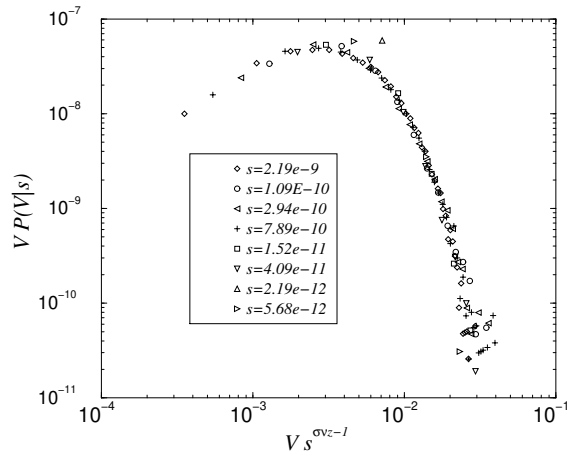 10⁻⁷
10⁻⁸
10⁻⁹
10⁻¹⁰
10⁻¹¹
V P(V|s)
s=2.19e−9
s=1.09E−10
s=2.94e−10
s=7.89e−10
s=1.52e−11
s=4.09e−11
s=2.19e−12
s=5.68e−12
10⁻⁴ 10⁻³ 10⁻² 10⁻¹
V s^σνz−1